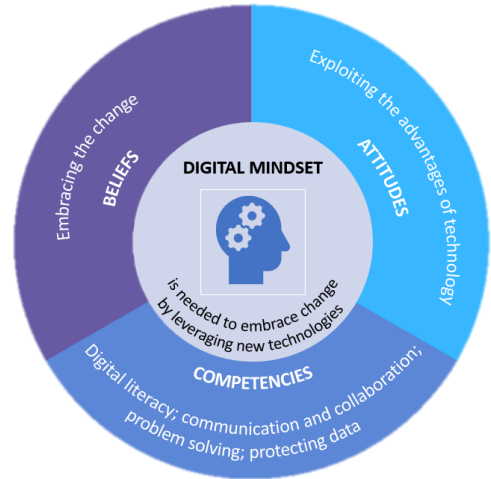 DIGITAL MINDSET
is needed to embrace change
by leveraging new technologies
Embracing the change
BELIEFS
Exploiting the advantages of technology
ATTITUDES
COMPETENCIES
Digital literacy; communication and collaboration;
problem solving; protecting data